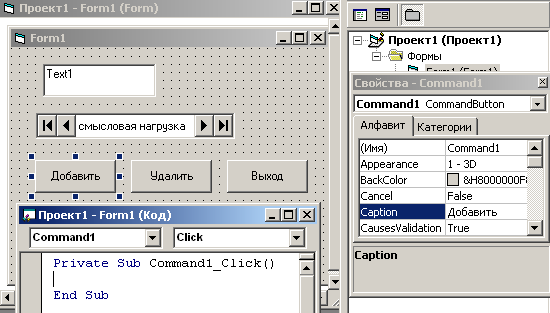 Проект1 - Form1 (Form)
Form1
Text1
смысловая нагрузка
Добавить
Удалить
Выход
Проект1 - Form1 (Код)
Command1
Click
Private Sub Command1_Click()
End Sub
Проект1 (Проект1)
Формы
Form1 (Form1)
Свойства - Command1
Command1 CommandButton
Алфавит
Категории
(Имя) Command1
Appearance 1 - 3D
BackColor &H8000000F&
Cancel False
Caption Добавить
CausesValidation True
Caption